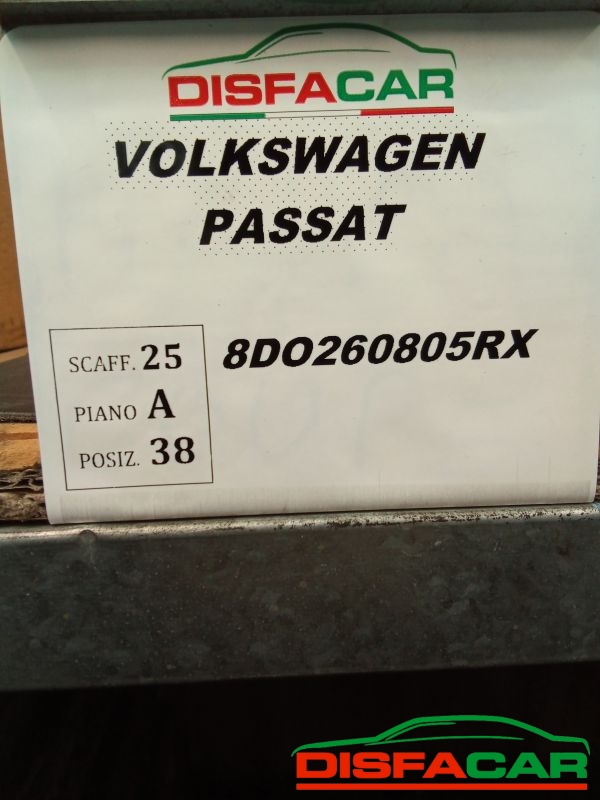 DISFACAR
VOLKSWAGEN
PASSAT
8DO260805RX
SCAFF. 25
PIANO A
POSIZ. 38
DISFACAR